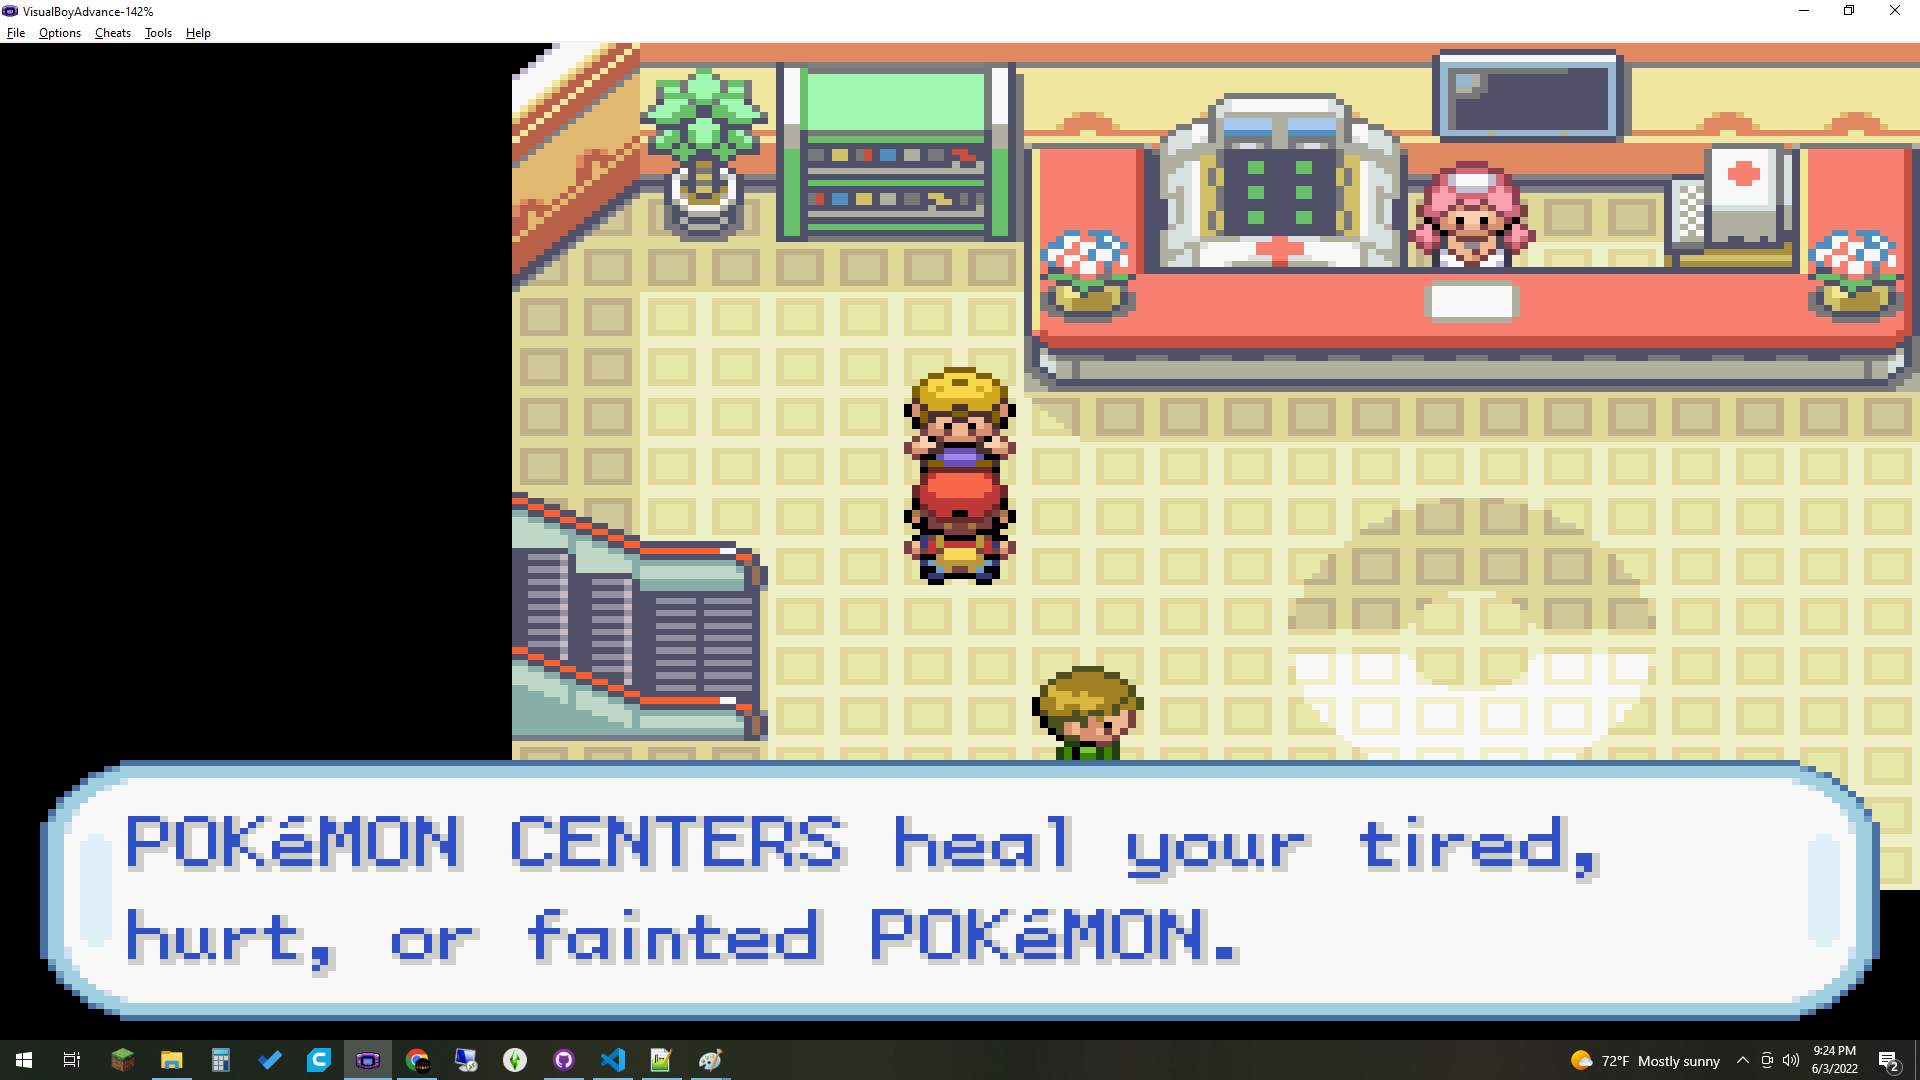 VisualBoyAdvance-142%
File Options Cheats Tools Help
POKéMON CENTERS heal your tired,
hurt, or fainted POKéMON.
72°F Mostly sunny
9:24 PM
6/3/2022
2